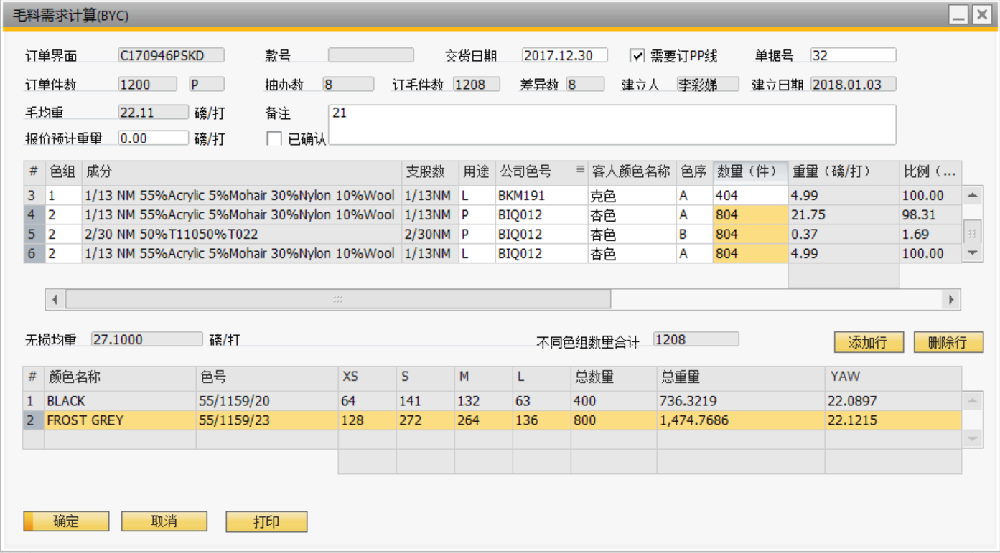 毛料需求计算(BYC)
订单界面 C170946PSKD 款号 交货日期 2017.12.30 需要订PP线 单据号 32
订单件数 1200 P 抽办数 8 订毛件数 1208 差异数 8 建立人 李彩娣 建立日期 2018.01.03
毛均重 22.11 磅/打 备注 21
报价预计重量 0.00 磅/打 已确认
# 色组 成分 支股数 用途 公司色号 客人颜色名称 色序 数量（件） 重量（磅/打） 比例（...
3 1 1/13 NM 55%Acrylic 5%Mohair 30%Nylon 10%Wool 1/13NM L BKM191 克色 A 404 4.99 100.00
4 2 1/13 NM 55%Acrylic 5%Mohair 30%Nylon 10%Wool 1/13NM P BIQ012 杏色 A 804 21.75 98.31
5 2 2/30 NM 50%T11050%T022 2/30NM P BIQ012 杏色 B 804 0.37 1.69
6 2 1/13 NM 55%Acrylic 5%Mohair 30%Nylon 10%Wool 1/13NM L BIQ012 杏色 A 804 4.99 100.00
无损均重 27.1000 磅/打 不同色组数量合计 1208 添加行 删除行
# 颜色名称 色号 XS S M L 总数量 总重量 YAW
1 BLACK 55/1159/20 64 141 132 63 400 736.3219 22.0897
2 FROST GREY 55/1159/23 128 272 264 136 800 1,474.7686 22.1215
确定 取消 打印